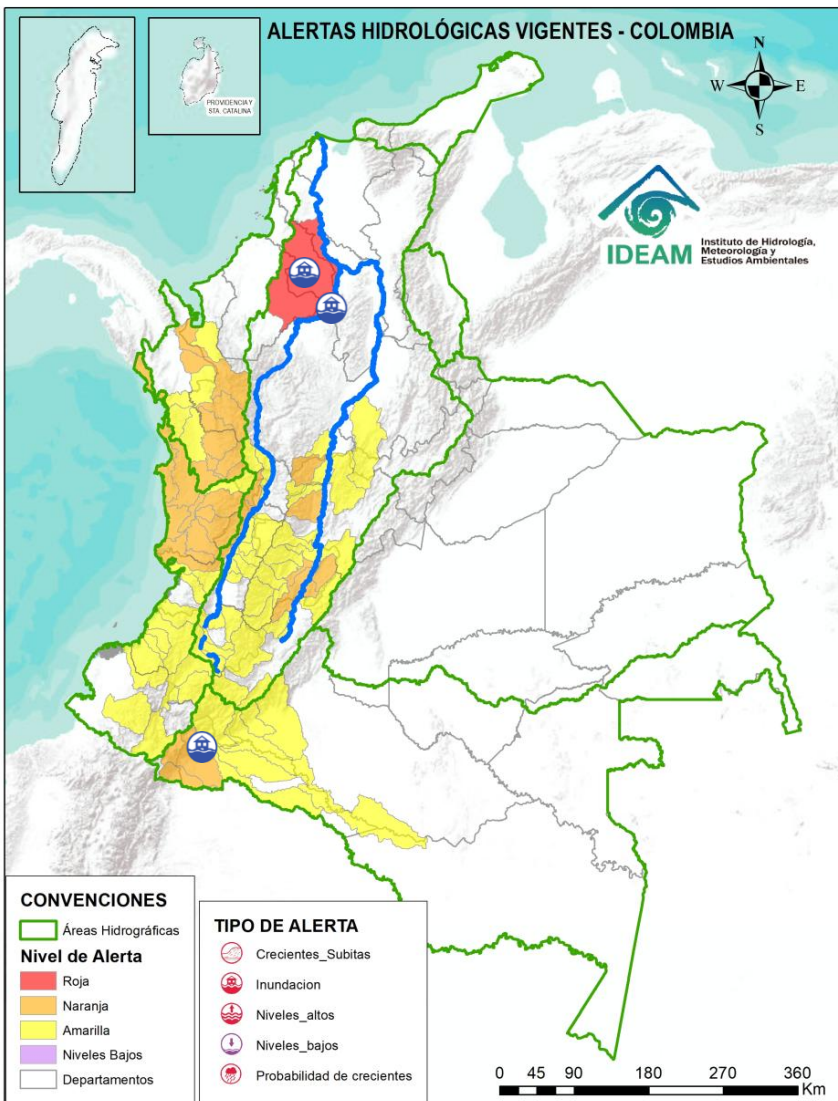 ALERTAS HIDROLÓGICAS VIGENTES - COLOMBIA
PROVIDENCIA Y
STA. CATALINA
N
W
E
S
IDEAM
Instituto de Hidrología,
Meteorología y
Estudios Ambientales
CONVENCIONES
Áreas Hidrográficas
Nivel de Alerta
Roja
Naranja
Amarilla
Niveles Bajos
Departamentos
TIPO DE ALERTA
Crecientes_Subitas
Inundacion
Niveles_altos
Niveles_bajos
Probabilidad de crecientes
0 45 90 180 270 360
Km